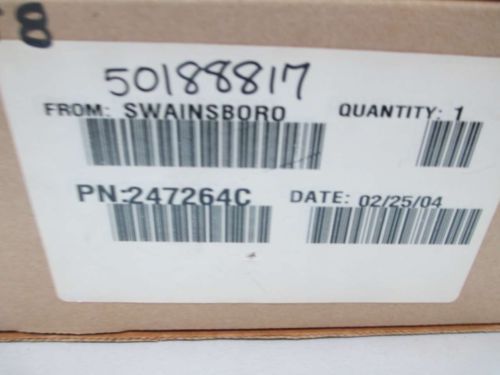 8
50188817
FROM: SWAINSBORO QUANTITY: 1
PN:247264C DATE: 02/25/04